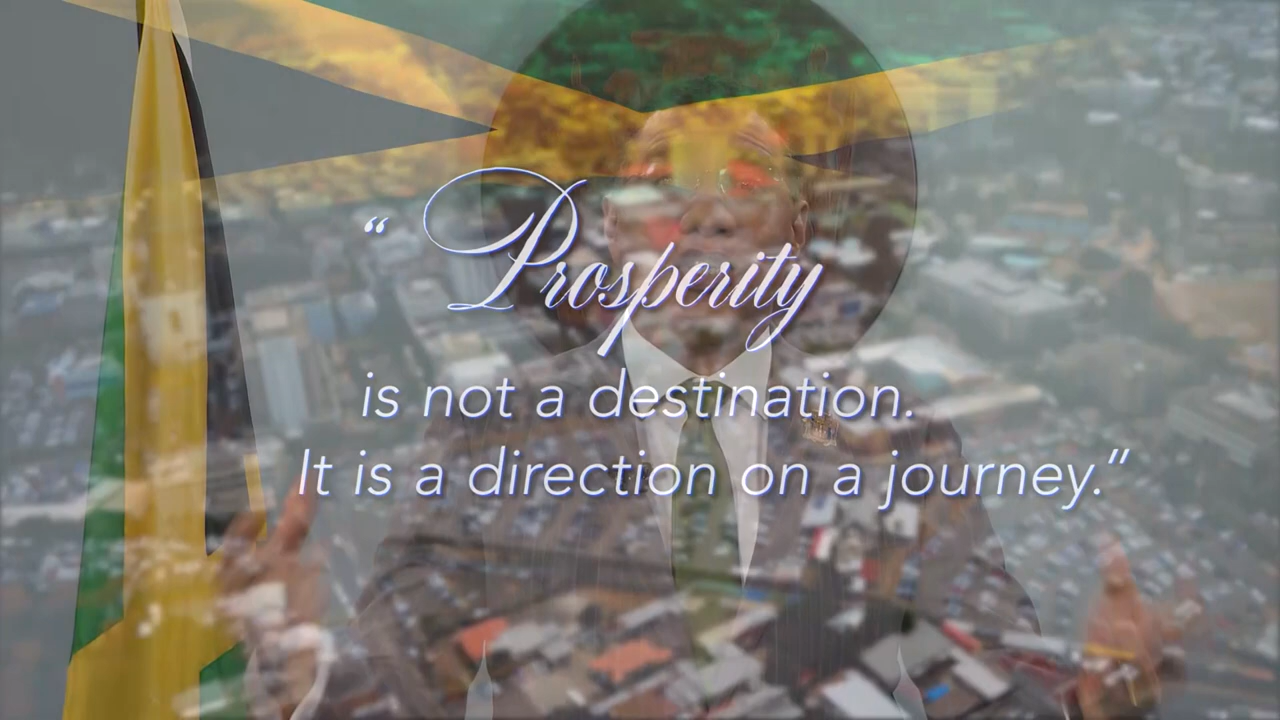 “ Prosperity
is not a destination.
It is a direction on a journey.”